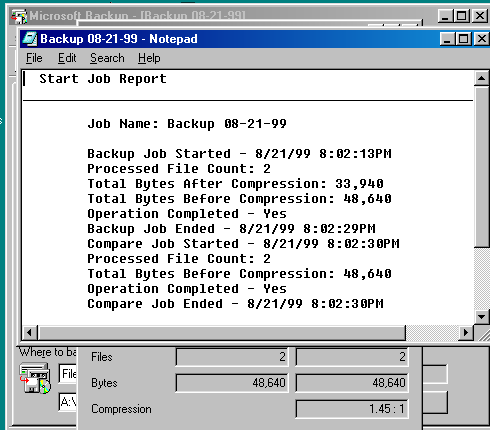 Microsoft Backup - [Backup 08-21-99]
Backup 08-21-99 - Notepad
File Edit Search Help
Start Job Report
Job Name: Backup 08-21-99
Backup Job Started - 8/21/99 8:02:13PM
Processed File Count: 2
Total Bytes After Compression: 33,940
Total Bytes Before Compression: 48,640
Operation Completed - Yes
Backup Job Ended - 8/21/99 8:02:29PM
Compare Job Started - 8/21/99 8:02:30PM
Processed File Count: 2
Total Bytes Before Compression: 48,640
Operation Completed - Yes
Compare Job Ended - 8/21/99 8:02:30PM
Where to ba
Files 2 2
File
Bytes 48,640 48,640
A:\
Compression 1.45 : 1